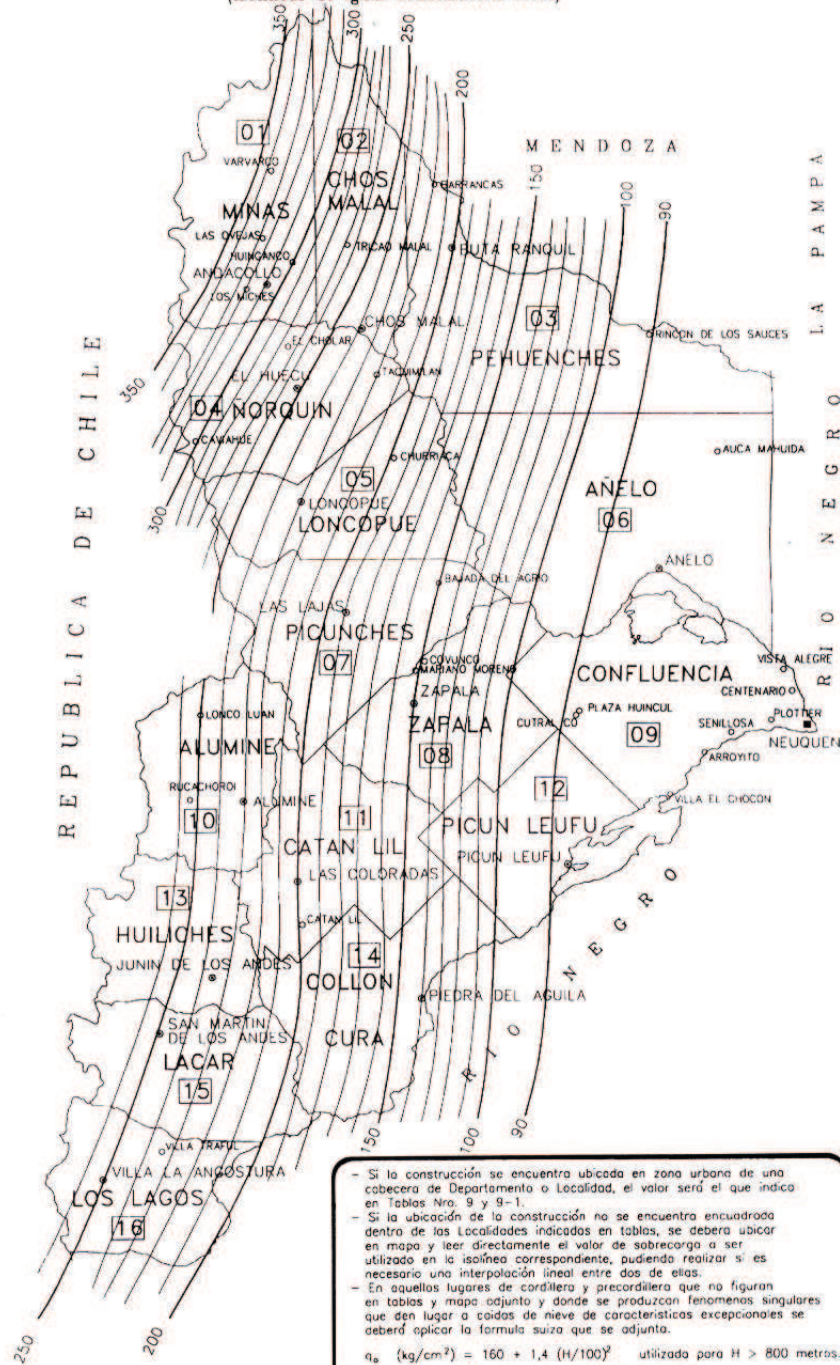 350
300
250
200
01
02
MENDOZA
VARVARCO
CHOS
MALAL
BARRANCAS
150
100
90
LA PAMPA
MINAS
LAS OVEJAS
HUINGANCO
TRICAO MALAL
BUTA RANQUIL
ANDACOLLO
LOS MICHES
03
CHOS MALAL
RINCON DE LOS SAUCES
EL CHOLAR
PEHUENCHES
REPUBLICA DE CHILE
350
EL HUECU
TAQUIMILAN
04
ÑORQUIN
CAVIAHUE
AUCA MAHUIDA
RIO NEGRO
CHURRIACA
05
AÑELO
LONCOPUE
06
LONCOPUE
300
AÑELO
BAJADA DEL AGRIO
LAS LAJAS
PICUNCHES
07
COVUNCO
MARIANO MORENO
CONFLUENCIA
VISTA ALEGRE
CENTENARIO
ZAPALA
LONCO LUAN
PLAZA HUINCUL
PLOTTIER
ZAPALA
CUTRAL CO
SENILLOSA
ALUMINE
08
09
NEUQUEN
ARROYITO
12
RUCACHOROI
ALUMINE
VILLA EL CHOCON
10
11
PICUN LEUFU
CATAN LIL
PICUN LEUFU
LAS COLORADAS
13
CATAN LIL
HUILICHES
14
RIO NEGRO
JUNIN DE LOS ANDES
COLLON
PIEDRA DEL AGUILA
SAN MARTIN
DE LOS ANDES
CURA
LACAR
15
150
100
90
VILLA TRAFUL
VILLA LA ANGOSTURA
LOS LAGOS
16
250
200
- Si la construcción se encuentra ubicada en zona urbana de una
cabecera de Departamento o Localidad, el valor será el que indica
en Tablas Nro. 9 y 9-1.
- Si la ubicación de la construcción no se encuentra encuadrada
dentro de las Localidades indicadas en tablas, se debera ubicar
en mapa y leer directamente el valor de sobrecarga a ser
utilizado en la isolínea correspondiente, pudiendo realizar si es
necesario una interpolación lineal entre dos de ellas.
- En aquellos lugares de cordillera y precordillera que no figuran
en tablas y mapa adjunto y donde se produzcan fenomenos singulares
que den lugar a caidas de nieve de caracteristicas excepcionales se
deberá aplicar la formula suiza que se adjunta.
q₀ (kg/cm²) = 160 + 1,4 (H/100)² utilizado para H > 800 metros.